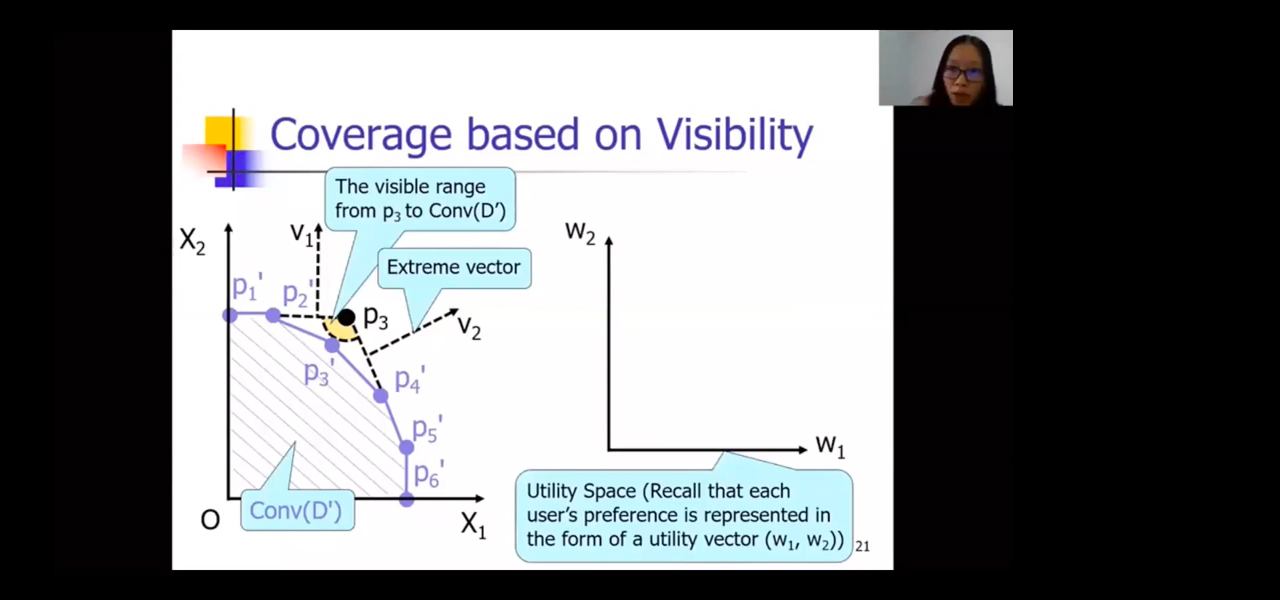 Coverage based on Visibility
The visible range
from p₃ to Conv(D')
X₂
V₁
Extreme vector
p₁'
p₂'
p₃
V₂
p₃'
p₄'
p₅'
p₆'
Conv(D')
O
X₁
W₂
W₁
Utility Space (Recall that each
user's preference is represented in
the form of a utility vector (w₁, w₂))
21